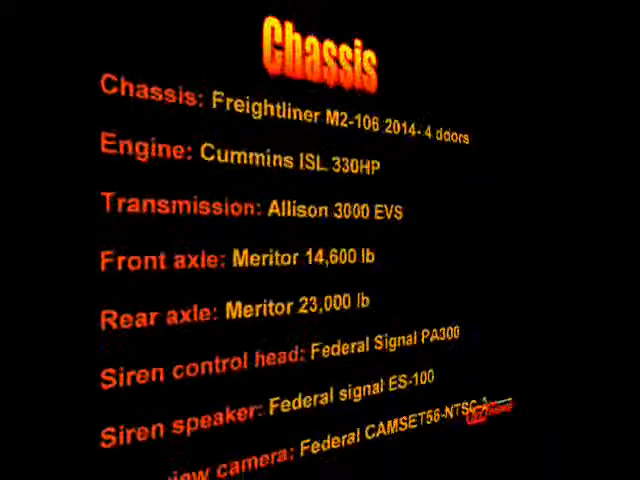 Chassis
Chassis: Freightliner M2-106 2014- 4 doors
Engine: Cummins ISL 330HP
Transmission: Allison 3000 EVS
Front axle: Meritor 14,600 lb
Rear axle: Meritor 23,000 lb
Siren control head: Federal Signal PA300
Siren speaker: Federal signal ES-100
camera: Federal CAMSET56-NTSC